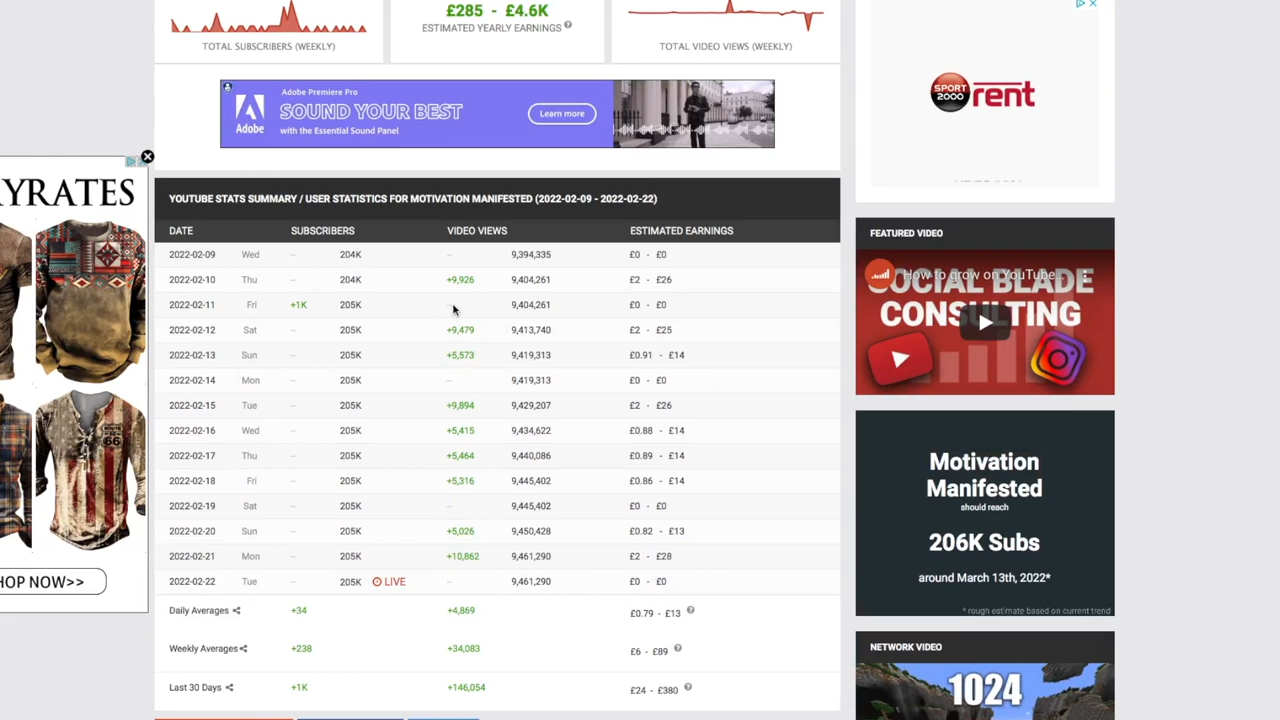 TOTAL SUBSCRIBERS (WEEKLY)
£285 - £4.6K
ESTIMATED YEARLY EARNINGS
TOTAL VIDEO VIEWS (WEEKLY)
Adobe
Adobe Premiere Pro
SOUND YOUR BEST
with the Essential Sound Panel
Learn more
SPORT 2000 rent
YRATES
HOP NOW>>
YOUTUBE STATS SUMMARY / USER STATISTICS FOR MOTIVATION MANIFESTED (2022-02-09 - 2022-02-22)
DATE SUBSCRIBERS VIDEO VIEWS ESTIMATED EARNINGS
2022-02-09 Wed -- 204K -- 9,394,335 £0 - £0
2022-02-10 Thu -- 204K +9,926 9,404,261 £2 - £26
2022-02-11 Fri +1K 205K -- 9,404,261 £0 - £0
2022-02-12 Sat -- 205K +9,479 9,413,740 £2 - £25
2022-02-13 Sun -- 205K +5,573 9,419,313 £0.91 - £14
2022-02-14 Mon -- 205K -- 9,419,313 £0 - £0
2022-02-15 Tue -- 205K +9,894 9,429,207 £2 - £26
2022-02-16 Wed -- 205K +5,415 9,434,622 £0.88 - £14
2022-02-17 Thu -- 205K +5,464 9,440,086 £0.89 - £14
2022-02-18 Fri -- 205K +5,316 9,445,402 £0.86 - £14
2022-02-19 Sat -- 205K -- 9,445,402 £0 - £0
2022-02-20 Sun -- 205K +5,026 9,450,428 £0.82 - £13
2022-02-21 Mon -- 205K +10,862 9,461,290 £2 - £28
2022-02-22 Tue -- 205K LIVE -- 9,461,290 £0 - £0
Daily Averages +34 +4,869 £0.79 - £13
Weekly Averages +238 +34,083 £6 - £89
Last 30 Days +1K +146,054 £24 - £380
FEATURED VIDEO
How to grow on YouTube...
SOCIAL BLADE
CONSULTING
Motivation
Manifested
should reach
206K Subs
around March 13th, 2022*
* rough estimate based on current trend
NETWORK VIDEO
1024
ROUTE
66